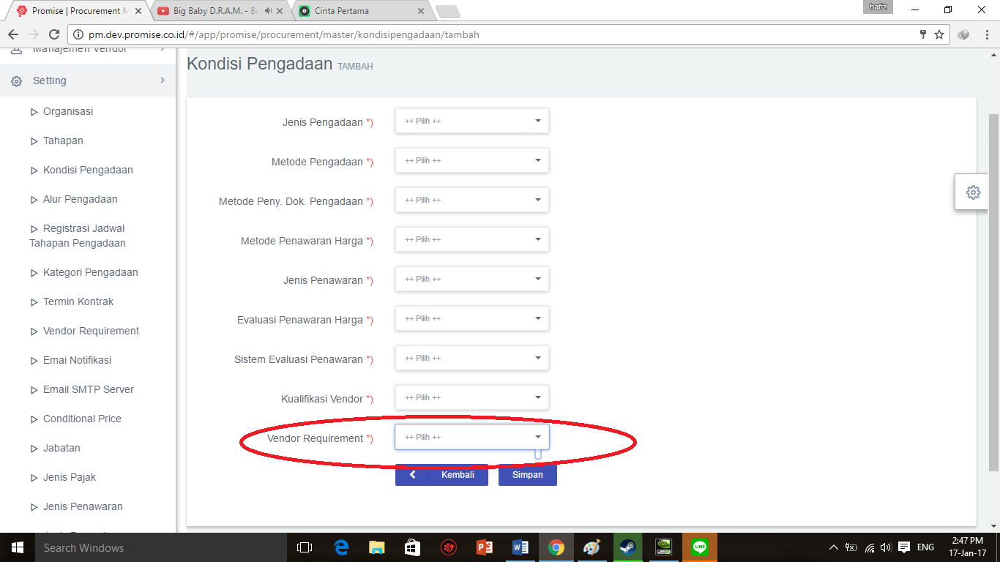 Promise | Procurement M
Big Baby D.R.A.M. - B
Cinta Pertama
hafiz
pm.dev.promise.co.id/#/app/promise/procurement/master/kondisipengadaan/tambah
Manajemen Vendor
Setting
Organisasi
Tahapan
Kondisi Pengadaan
Alur Pengadaan
Registrasi Jadwal
Tahapan Pengadaan
Kategori Pengadaan
Termin Kontrak
Vendor Requirement
Emai Notifikasi
Email SMTP Server
Conditional Price
Jabatan
Jenis Pajak
Jenis Penawaran
Kondisi Pengadaan TAMBAH
Jenis Pengadaan *) ++ Pilih ++
Metode Pengadaan *) ++ Pilih ++
Metode Peny. Dok. Pengadaan *) ++ Pilih ++
Metode Penawaran Harga *) ++ Pilih ++
Jenis Penawaran *) ++ Pilih ++
Evaluasi Penawaran Harga *) ++ Pilih ++
Sistem Evaluasi Penawaran *) ++ Pilih ++
Kualifikasi Vendor *) ++ Pilih ++
Vendor Requirement *) ++ Pilih ++
Kembali Simpan
Search Windows
LINE
ENG
2:47 PM
17-Jan-17